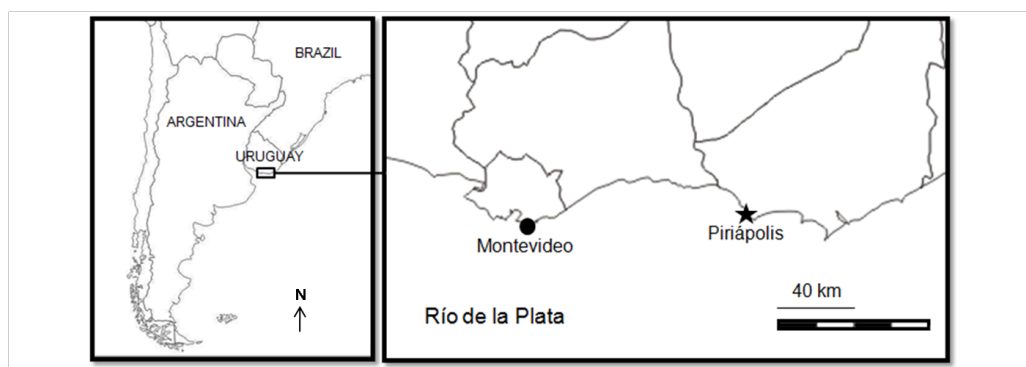 BRAZIL
ARGENTINA
URUGUAY
N
Montevideo
Piriápolis
Río de la Plata
40 km